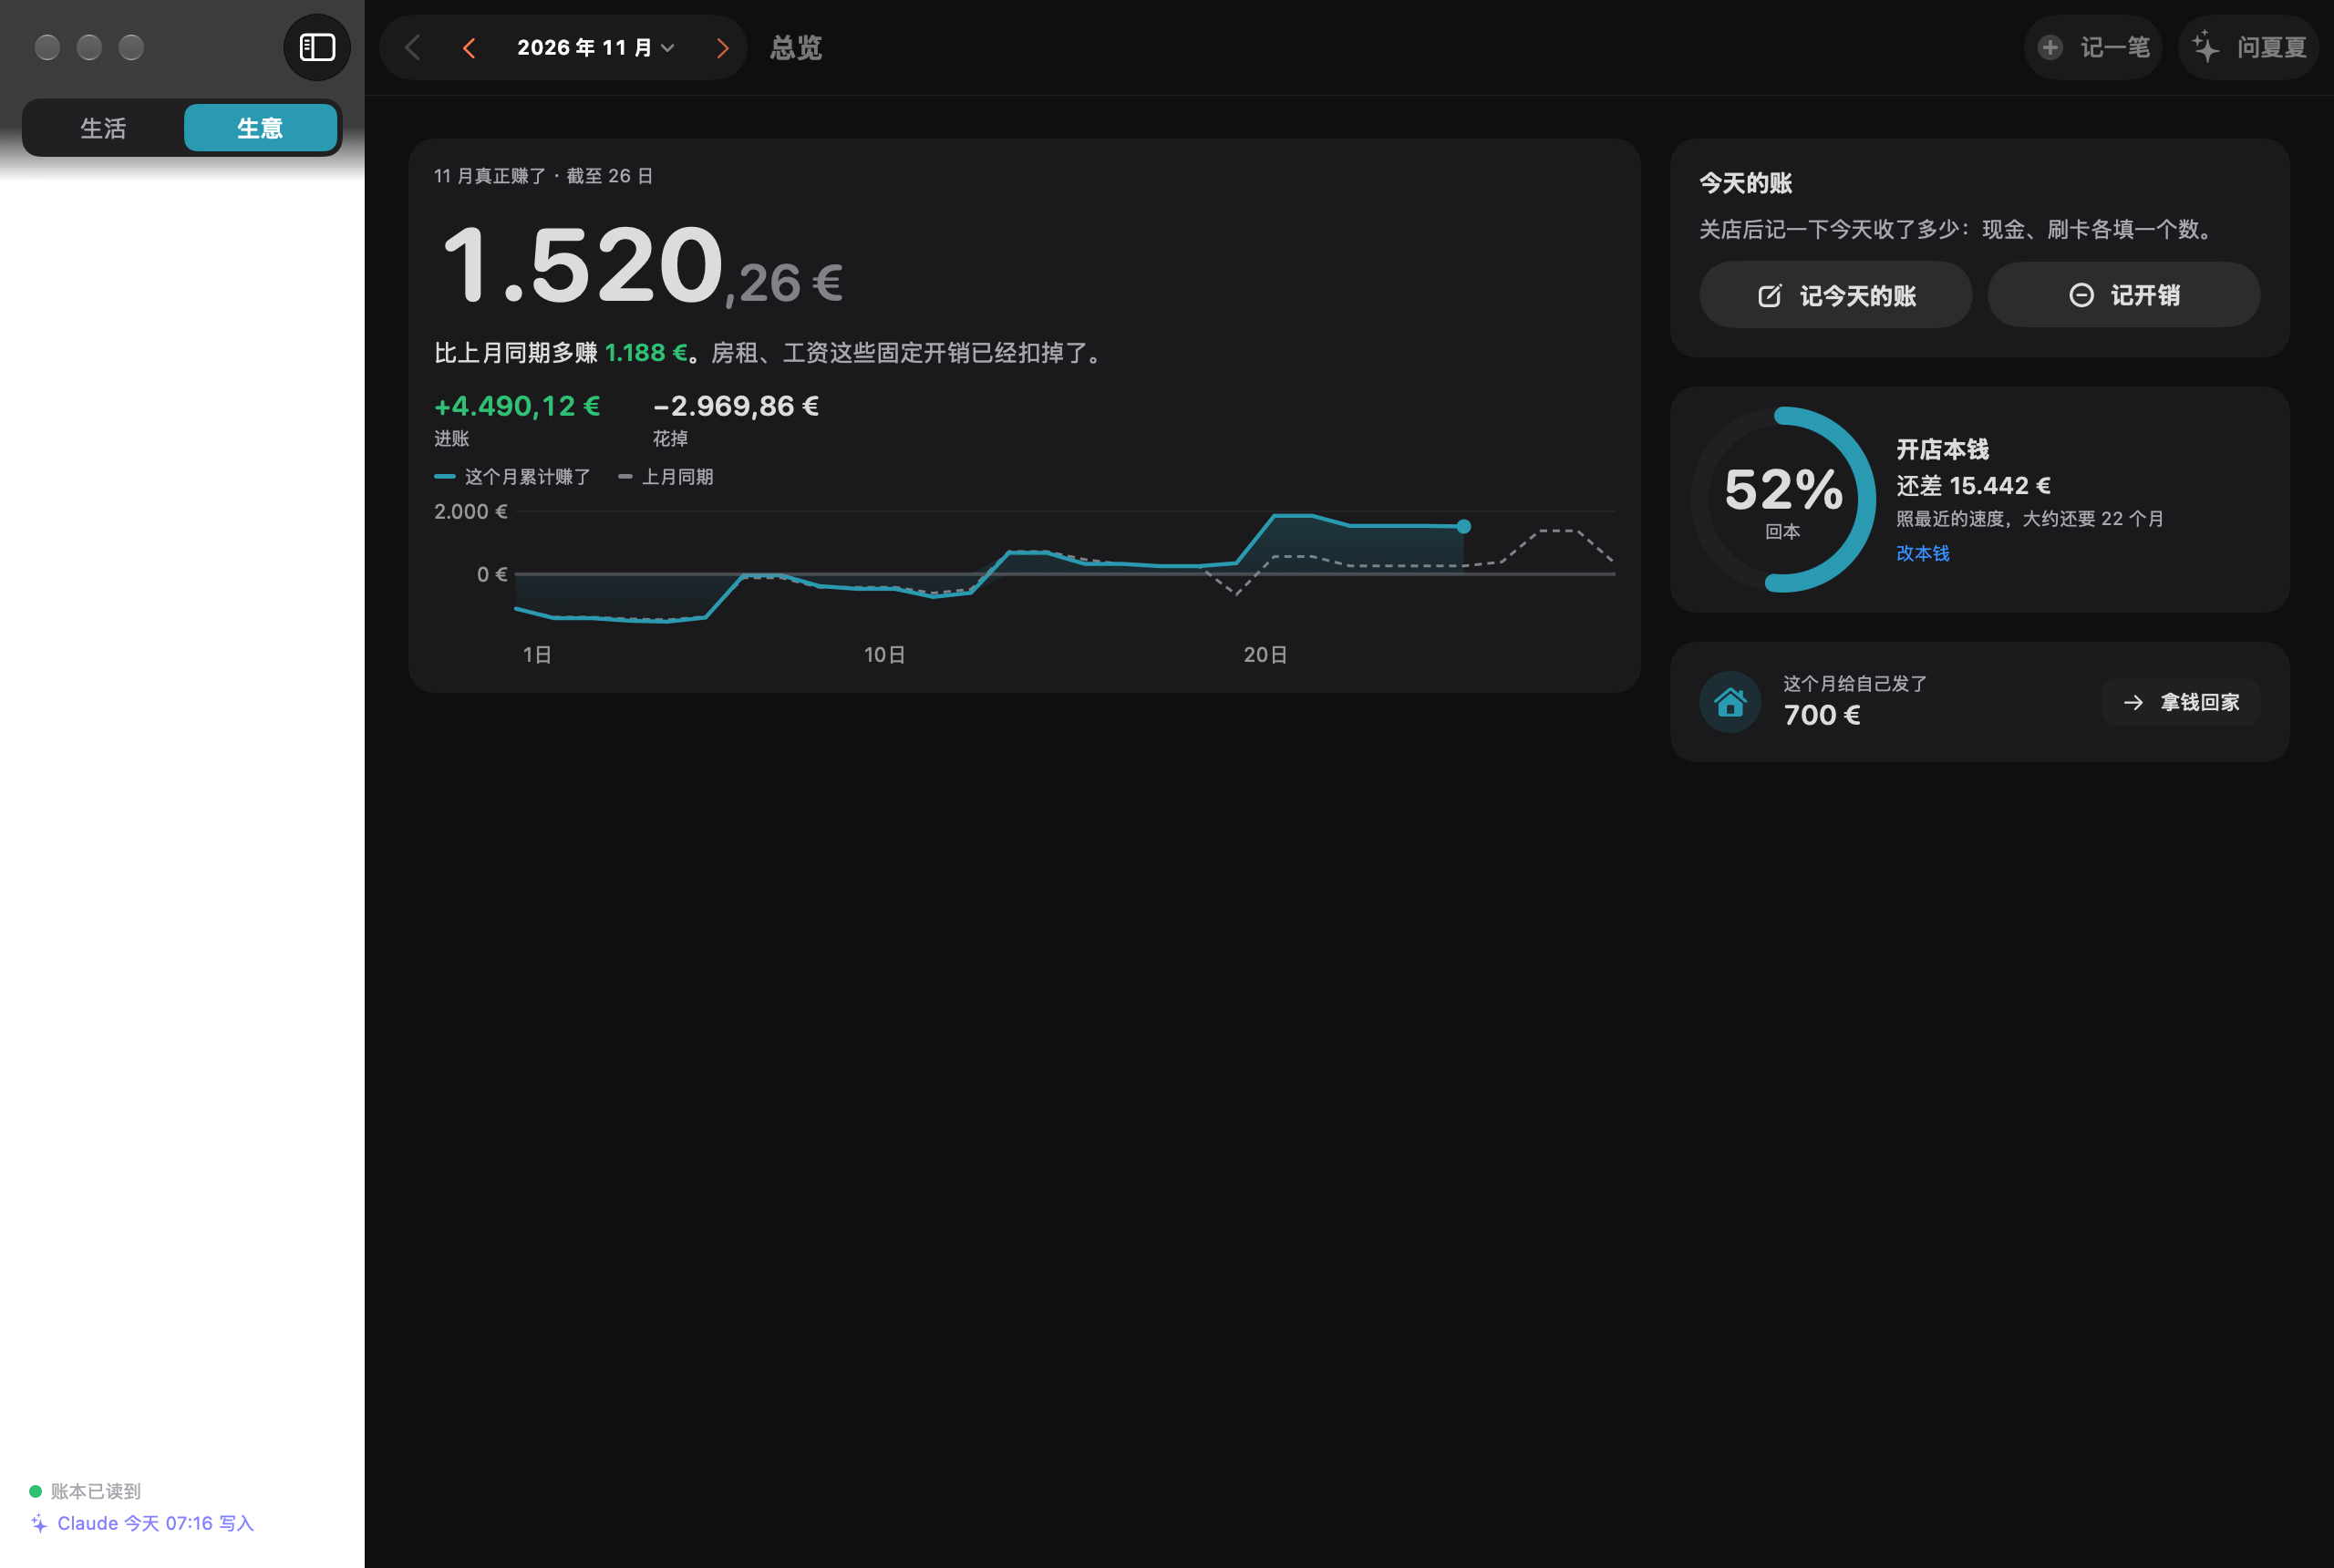 2026 年 11 月
总览
记一笔
问夏夏
生活
生意
11 月真正赚了 · 截至 26 日
1.520,26 €
比上月同期多赚 1.188 €。房租、工资这些固定开销已经扣掉了。
+4.490,12 €
进账
−2.969,86 €
花掉
这个月累计赚了
上月同期
2.000 €
0 €
1日
10日
20日
今天的账
关店后记一下今天收了多少：现金、刷卡各填一个数。
记今天的账
记开销
52%
回本
开店本钱
还差 15.442 €
照最近的速度，大约还要 22 个月
改本钱
这个月给自己发了
700 €
拿钱回家
账本已读到
Claude 今天 07:16 写入